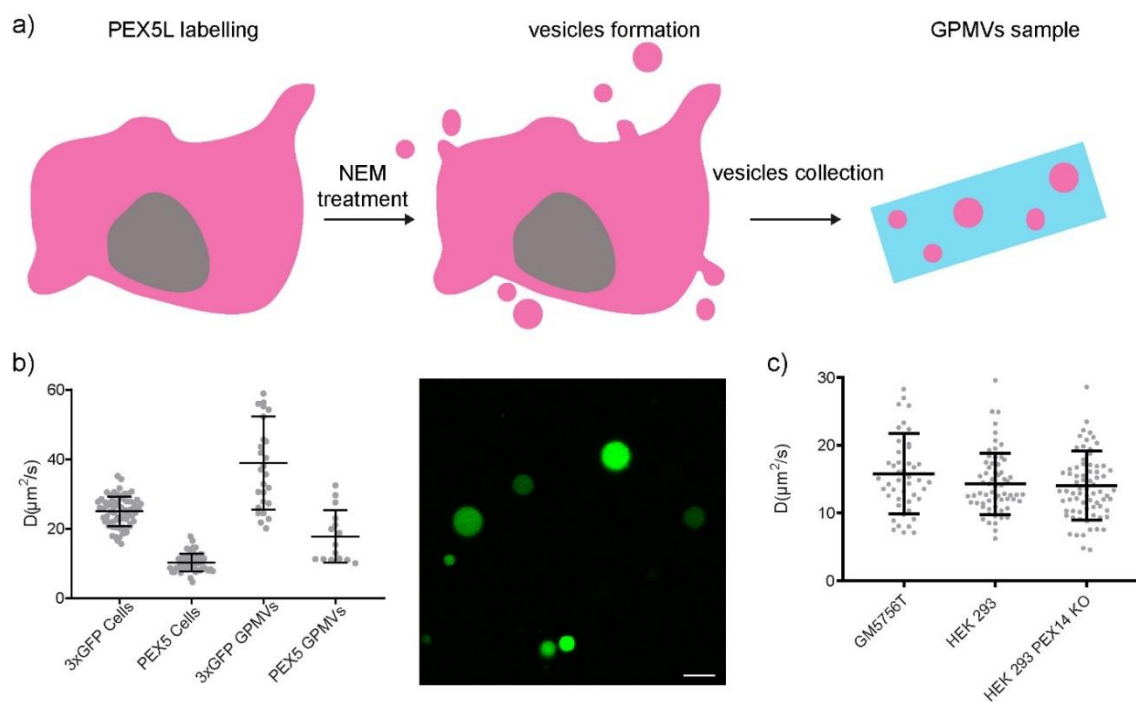 a)
PEX5L labelling
vesicles formation
GPMVs sample
NEM
treatment
vesicles collection
b)
60
40
20
0
D(µm²/s)
3xGFP Cells
PEX5 Cells
3xGFP GPMVs
PEX5 GPMVs
c)
30
20
10
0
D(µm²/s)
GM5756T
HEK 293
HEK 293 PEX14 KO